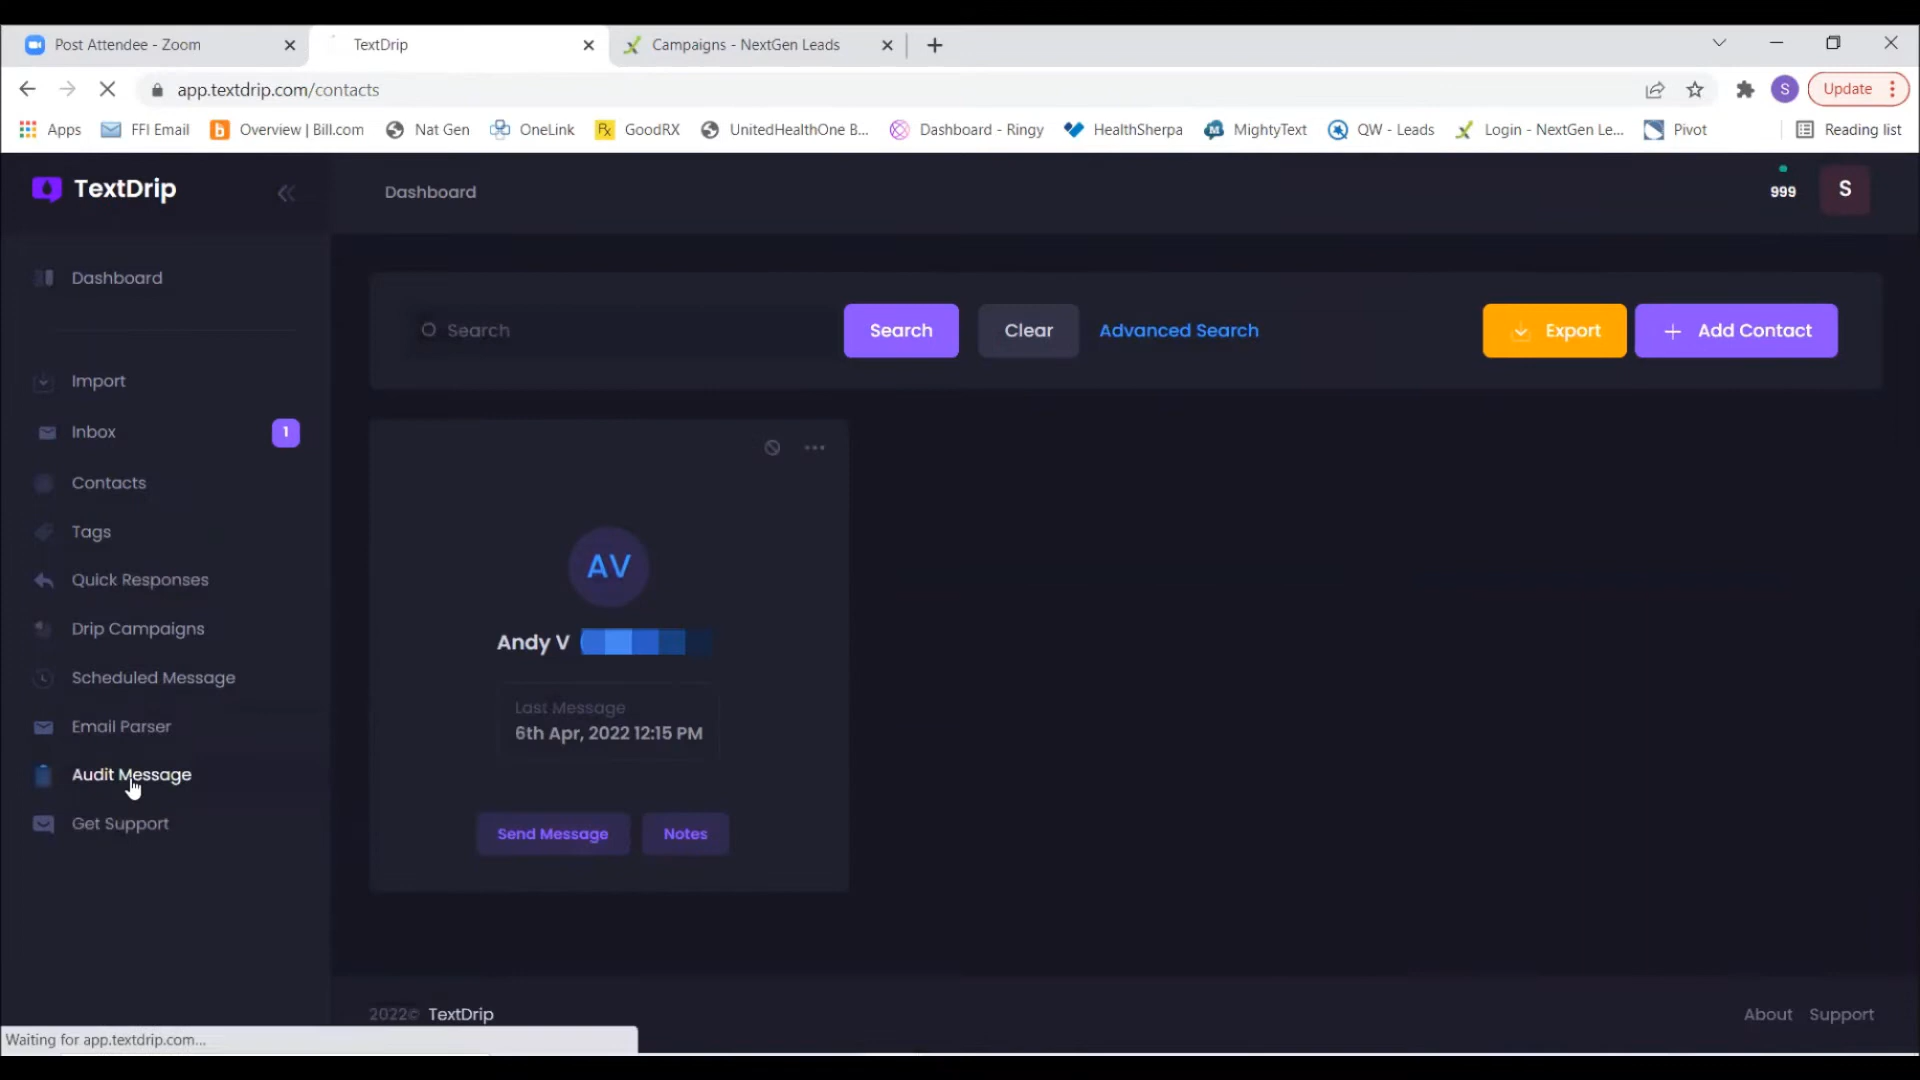 Post Attendee - Zoom
TextDrip
Campaigns - NextGen Leads
app.textdrip.com/contacts
S
Update
Apps
FFI Email
Overview | Bill.com
Nat Gen
OneLink
GoodRX
UnitedHealthOne B...
Dashboard - Ringy
HealthSherpa
MightyText
QW - Leads
Login - NextGen Le...
Pivot
Reading list
TextDrip
Dashboard
999
S
Dashboard
Import
Inbox
1
Contacts
Tags
Quick Responses
Drip Campaigns
Scheduled Message
Email Parser
Audit Message
Get Support
Search
Search
Clear
Advanced Search
Export
Add Contact
AV
Andy V
Last Message
6th Apr, 2022 12:15 PM
Send Message
Notes
2022© TextDrip
About
Support
Waiting for app.textdrip.com...